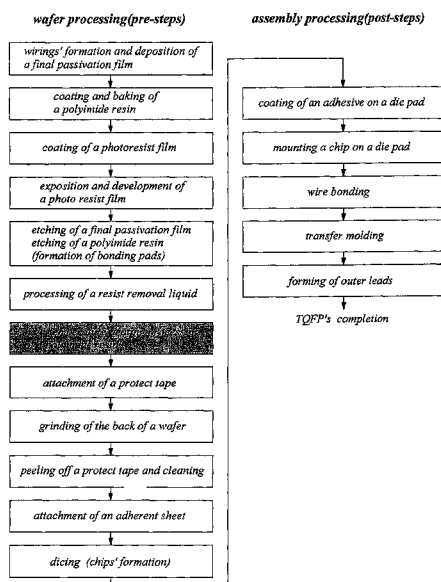 wafer processing(pre-steps)
wirings' formation and deposition of
a final passivation film
coating and baking of
a polyimide resin
coating of a photoresist film
exposition and development of
a photo resist film
etching of a final passivation film
etching of a polyimide resin
(formation of bonding pads)
processing of a resist removal liquid
attachment of a protect tape
grinding of the back of a wafer
peeling off a protect tape and cleaning
attachment of an adherent sheet
dicing (chips' formation)
assembly processing(post-steps)
coating of an adhesive on a die pad
mounting a chip on a die pad
wire bonding
transfer molding
forming of outer leads
TQFP's completion